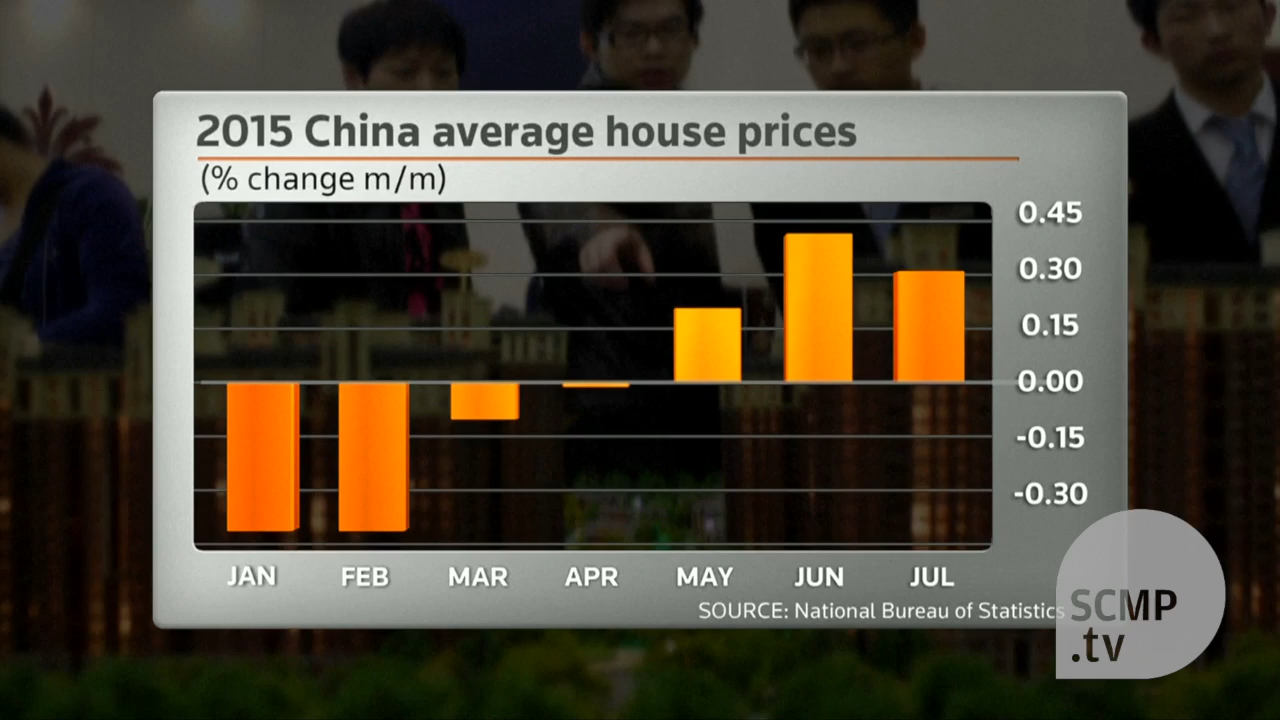 2015 China average house prices
(% change m/m)
0.45
0.30
0.15
0.00
-0.15
-0.30
JAN FEB MAR APR MAY JUN JUL
SOURCE: National Bureau of Statistics
SCMP
.tv